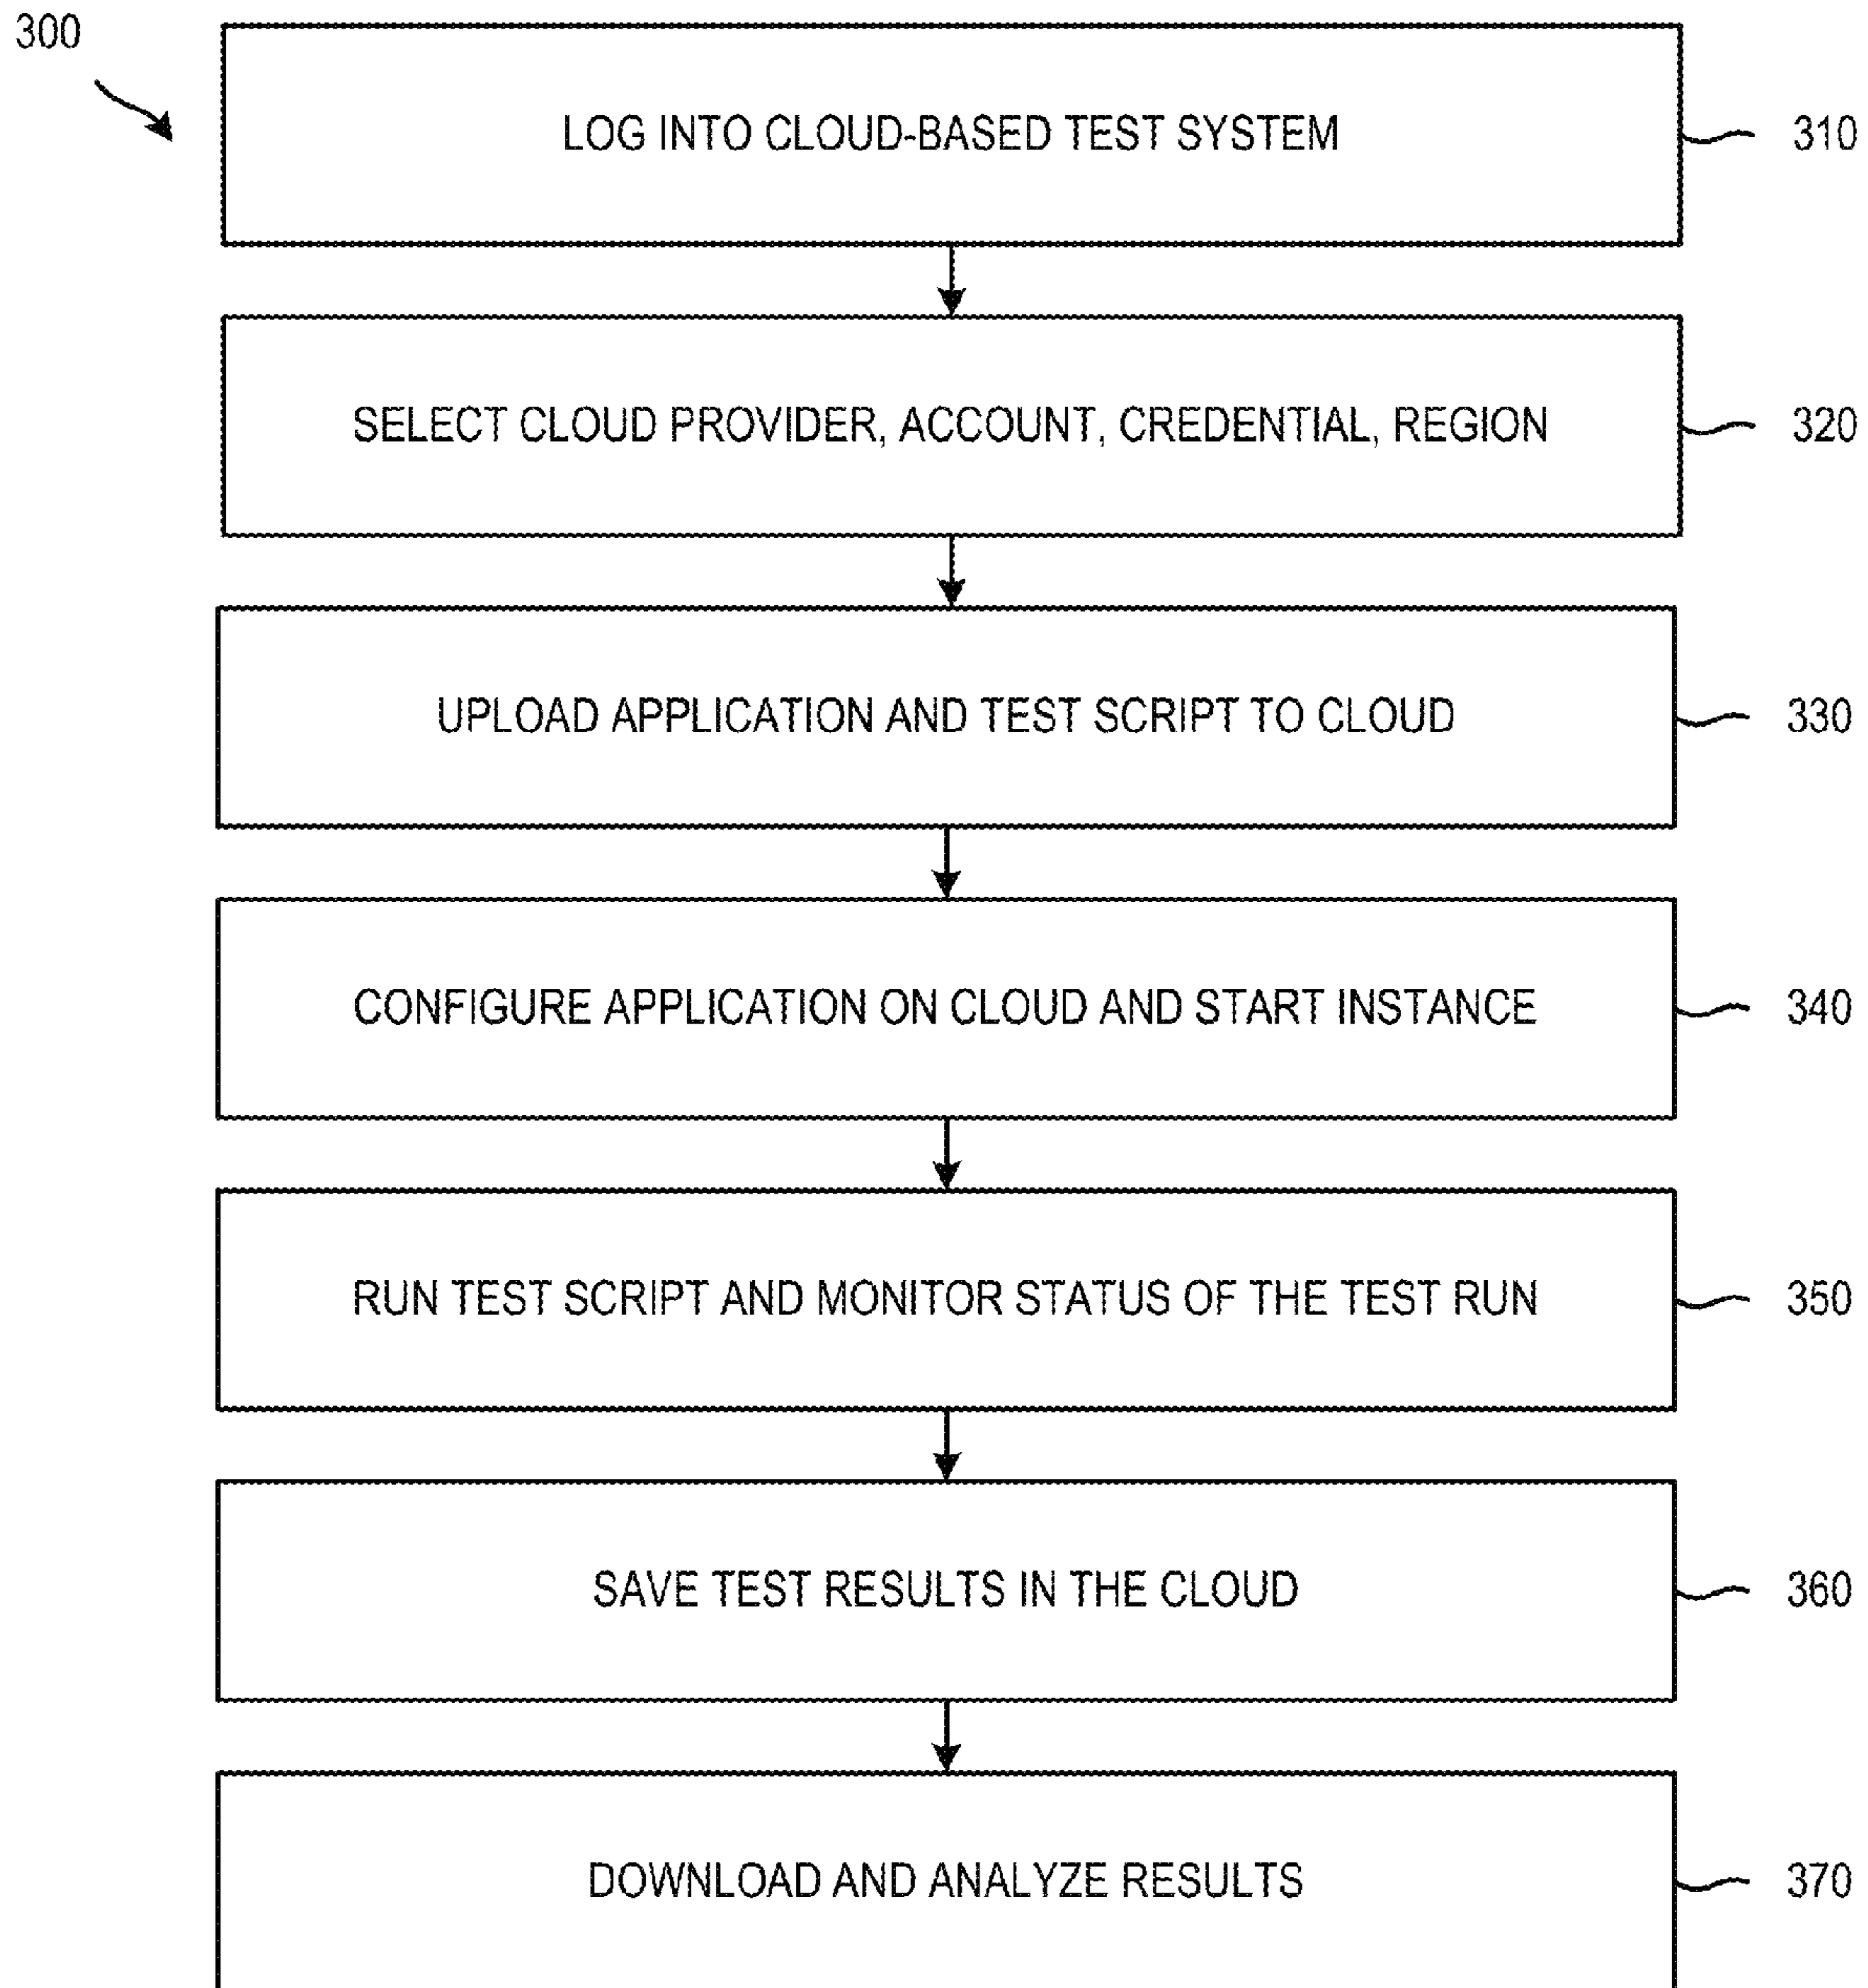 300
LOG INTO CLOUD-BASED TEST SYSTEM
310
SELECT CLOUD PROVIDER, ACCOUNT, CREDENTIAL, REGION
320
UPLOAD APPLICATION AND TEST SCRIPT TO CLOUD
330
CONFIGURE APPLICATION ON CLOUD AND START INSTANCE
340
RUN TEST SCRIPT AND MONITOR STATUS OF THE TEST RUN
350
SAVE TEST RESULTS IN THE CLOUD
360
DOWNLOAD AND ANALYZE RESULTS
370